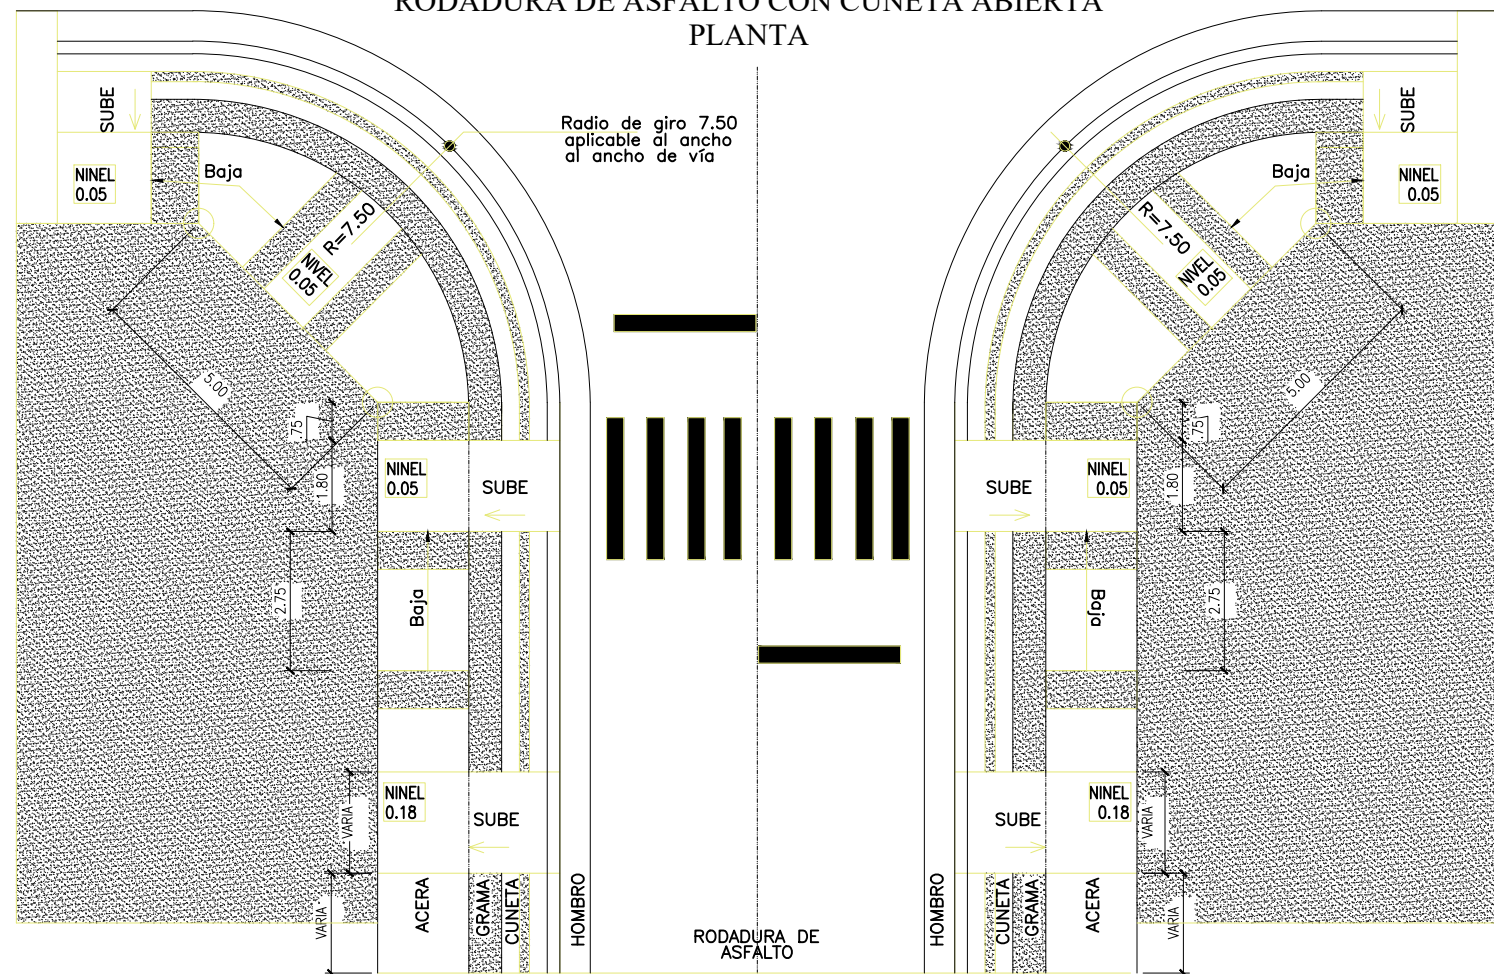 RODADURA DE ASFALTO CON CUNETA ABIERTA
PLANTA
Radio de giro 7.50
aplicable al ancho
al ancho de vía
SUBE
NINEL
0.05
Baja
R=7.50
NIVEL
0.05
5.00
.75
1.80
NINEL
0.05
SUBE
2.75
Baja
NINEL
0.18
SUBE
VARIA
VARIA
ACERA
GRAMA
CUNETA
HOMBRO
RODADURA DE
ASFALTO
SUBE
NINEL
0.05
Baja
R=7.50
NIVEL
0.05
5.00
.75
1.80
NINEL
0.05
SUBE
2.75
Baja
NINEL
0.18
SUBE
VARIA
VARIA
HOMBRO
CUNETA
GRAMA
ACERA